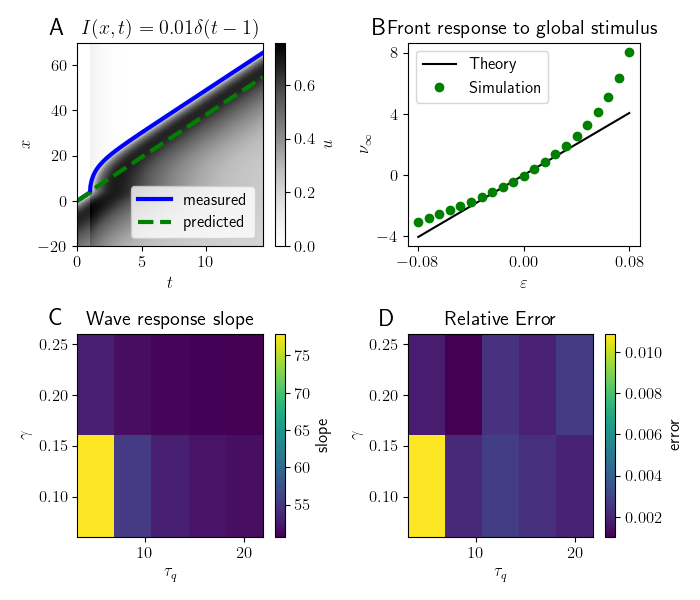 A I(x, t) = 0.01δ(t − 1)
60
40
20
0
−20
x
0 5 10
t
measured
predicted
0.6
0.4
0.2
0.0
u
B Front response to global stimulus
8
4
0
−4
ν∞
−0.08 0.00 0.08
ε
Theory
Simulation
C Wave response slope
0.25
0.20
0.15
0.10
γ
10 20
τq
75
70
65
60
55
slope
D Relative Error
0.25
0.20
0.15
0.10
γ
10 20
τq
0.010
0.008
0.006
0.004
0.002
error